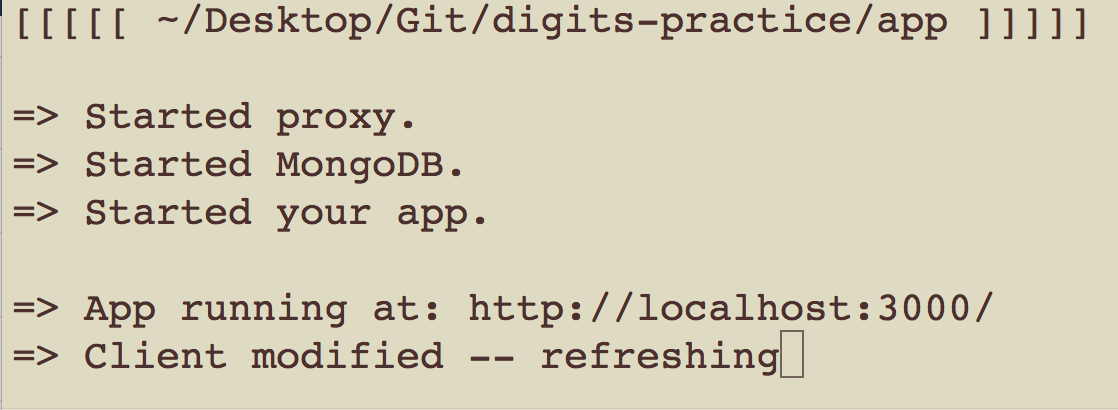 [[[[[ ~/Desktop/Git/digits-practice/app ]]]]]
=> Started proxy.
=> Started MongoDB.
=> Started your app.
=> App running at: http://localhost:3000/
=> Client modified -- refreshing